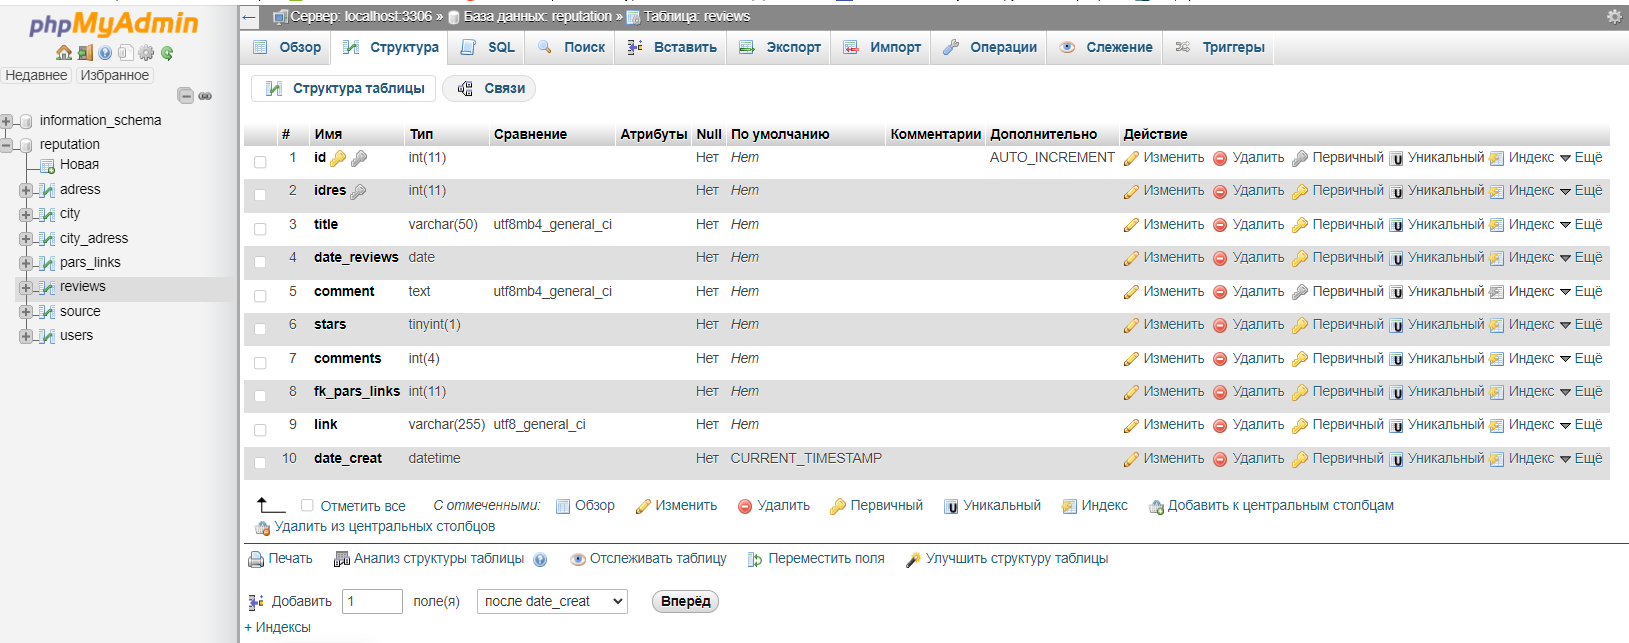 phpMyAdmin
Недавнее Избранное
information_schema
reputation
Новая
adress
city
city_adress
pars_links
reviews
source
users
Сервер: localhost:3306 » База данных: reputation » Таблица: reviews
Обзор Структура SQL Поиск Вставить Экспорт Импорт Операции Слежение Триггеры
Структура таблицы Связи
# Имя Тип Сравнение Атрибуты Null По умолчанию Комментарии Дополнительно Действие
1 id int(11) Нет Нет AUTO_INCREMENT Изменить Удалить Первичный Уникальный Индекс Ещё
2 idres int(11) Нет Нет Изменить Удалить Первичный Уникальный Индекс Ещё
3 title varchar(50) utf8mb4_general_ci Нет Нет Изменить Удалить Первичный Уникальный Индекс Ещё
4 date_reviews date Нет Нет Изменить Удалить Первичный Уникальный Индекс Ещё
5 comment text utf8mb4_general_ci Нет Нет Изменить Удалить Первичный Уникальный Индекс Ещё
6 stars tinyint(1) Нет Нет Изменить Удалить Первичный Уникальный Индекс Ещё
7 comments int(4) Нет Нет Изменить Удалить Первичный Уникальный Индекс Ещё
8 fk_pars_links int(11) Нет Нет Изменить Удалить Первичный Уникальный Индекс Ещё
9 link varchar(255) utf8_general_ci Нет Нет Изменить Удалить Первичный Уникальный Индекс Ещё
10 date_creat datetime Нет CURRENT_TIMESTAMP Изменить Удалить Первичный Уникальный Индекс Ещё
Отметить все С отмеченными: Обзор Изменить Удалить Первичный Уникальный Индекс Добавить к центральным столбцам
Удалить из центральных столбцов
Печать Анализ структуры таблицы Отслеживать таблицу Переместить поля Улучшить структуру таблицы
Добавить 1 поле(я) после date_creat Вперёд
+ Индексы